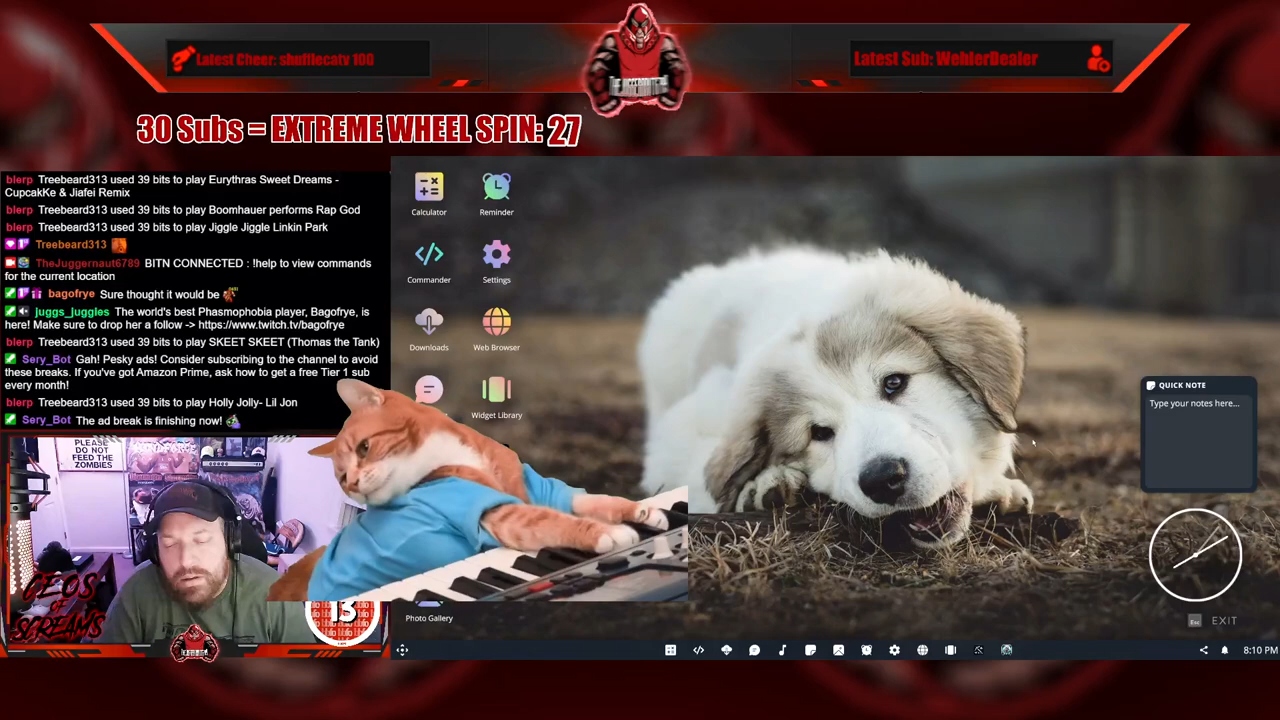 Latest Cheer: shufflecatv 100
Latest Sub: WehlerDealer
30 Subs = EXTREME WHEEL SPIN: 27
blerp Treebeard313 used 39 bits to play Eurythras Sweet Dreams -
CupcakKe & Jiafei Remix
blerp Treebeard313 used 39 bits to play Boomhauer performs Rap God
blerp Treebeard313 used 39 bits to play Jiggle Jiggle Linkin Park
Treebeard313
TheJuggernaut6789 BITN CONNECTED : !help to view commands
for the current location
bagofrye Sure thought it would be
juggs_juggles The world's best Phasmophobia player, Bagofrye, is
here! Make sure to drop her a follow -> https://www.twitch.tv/bagofrye
blerp Treebeard313 used 39 bits to play SKEET SKEET (Thomas the Tank)
Sery_Bot Gah! Pesky ads! Consider subscribing to the channel to avoid
these breaks. If you've got Amazon Prime, ask how to get a free Tier 1 sub
every month!
blerp Treebeard313 used 39 bits to play Holly Jolly- Lil Jon
Sery_Bot The ad break is finishing now!
Calculator
Reminder
Commander
Settings
Downloads
Web Browser
Widget Library
Photo Gallery
QUICK NOTE
Type your notes here...
Esc EXIT
8:10 PM
PLEASE
DO NOT
FEED THE
ZOMBIES
GEOS
OF
SCREAMS
13